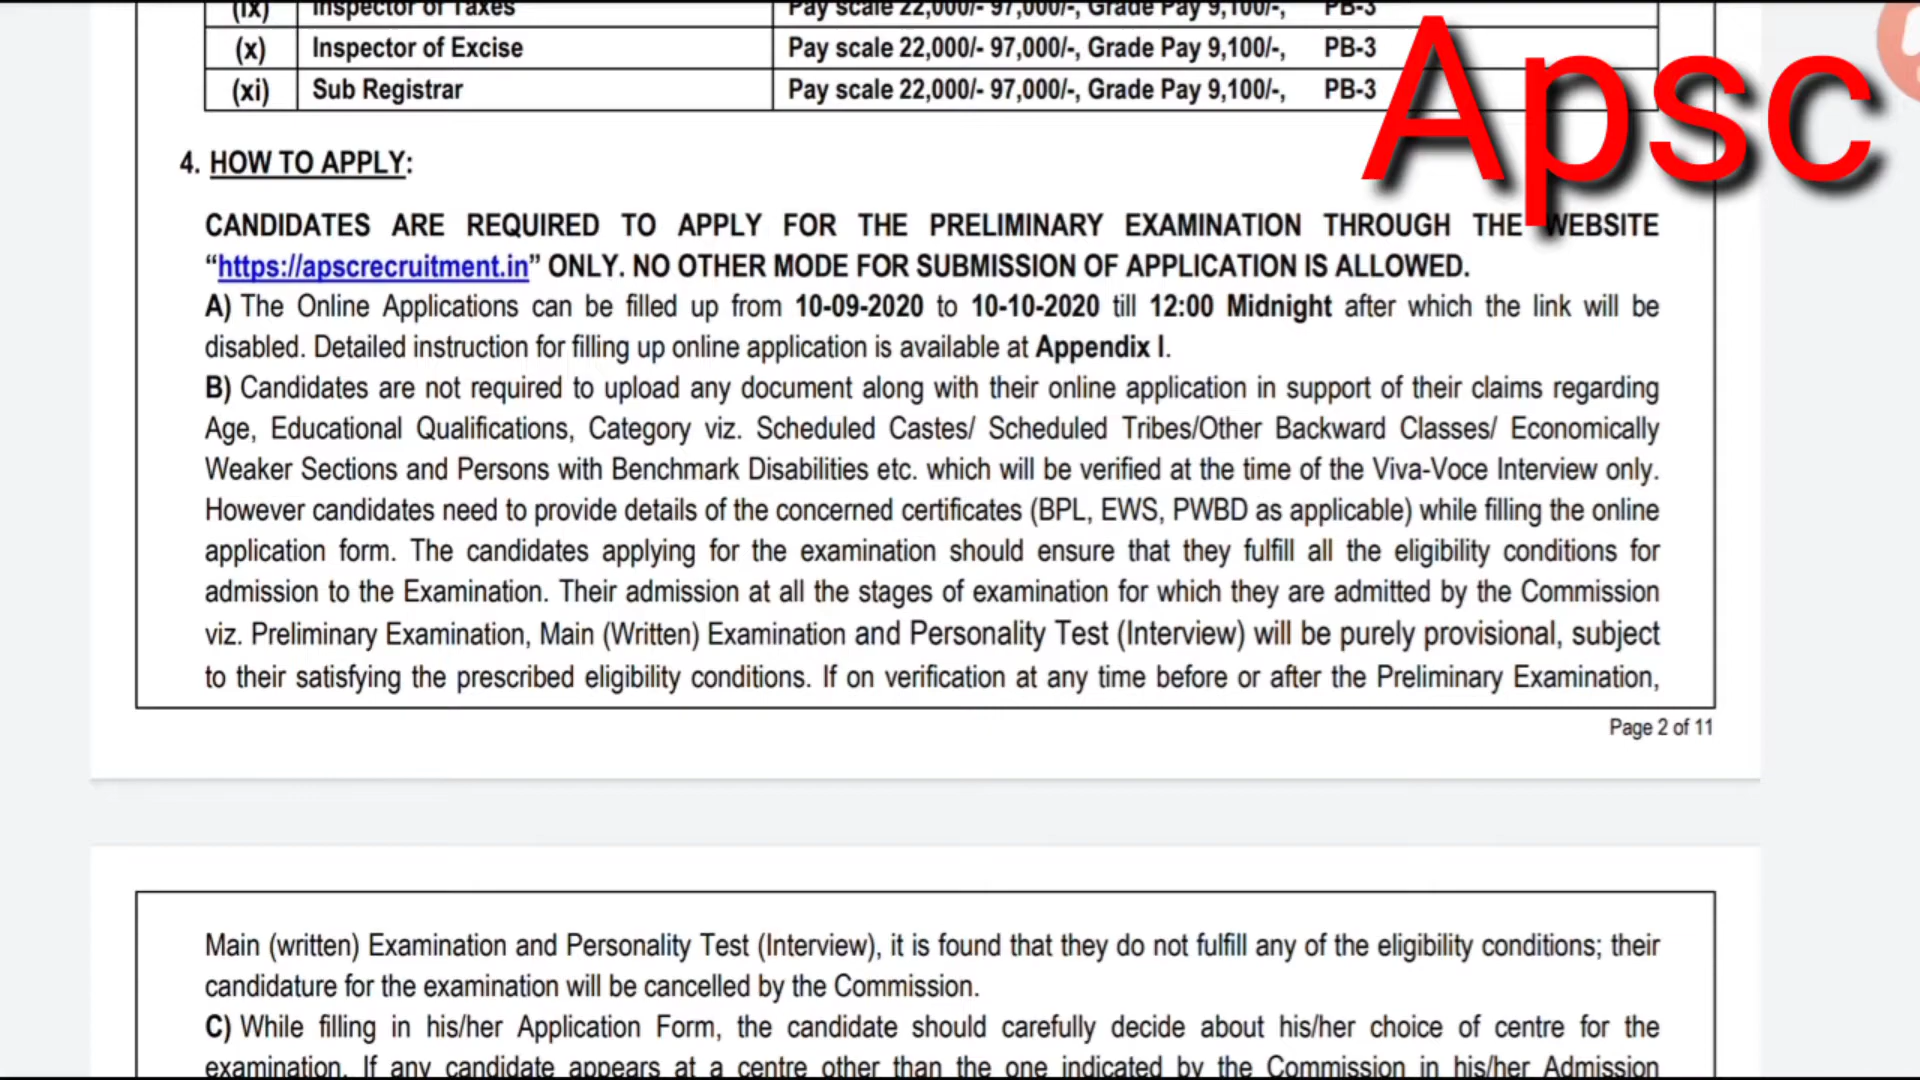 (ix) Inspector of Taxes Pay scale 22,000/- 97,000/-, Grade Pay 9,100/-, PB-3
(x) Inspector of Excise Pay scale 22,000/- 97,000/-, Grade Pay 9,100/-, PB-3
(xi) Sub Registrar Pay scale 22,000/- 97,000/-, Grade Pay 9,100/-, PB-3
Apsc
4. HOW TO APPLY:
CANDIDATES ARE REQUIRED TO APPLY FOR THE PRELIMINARY EXAMINATION THROUGH THE WEBSITE
“https://apscrecruitment.in” ONLY. NO OTHER MODE FOR SUBMISSION OF APPLICATION IS ALLOWED.
A) The Online Applications can be filled up from 10-09-2020 to 10-10-2020 till 12:00 Midnight after which the link will be
disabled. Detailed instruction for filling up online application is available at Appendix I.
B) Candidates are not required to upload any document along with their online application in support of their claims regarding
Age, Educational Qualifications, Category viz. Scheduled Castes/ Scheduled Tribes/Other Backward Classes/ Economically
Weaker Sections and Persons with Benchmark Disabilities etc. which will be verified at the time of the Viva-Voce Interview only.
However candidates need to provide details of the concerned certificates (BPL, EWS, PWBD as applicable) while filling the online
application form. The candidates applying for the examination should ensure that they fulfill all the eligibility conditions for
admission to the Examination. Their admission at all the stages of examination for which they are admitted by the Commission
viz. Preliminary Examination, Main (Written) Examination and Personality Test (Interview) will be purely provisional, subject
to their satisfying the prescribed eligibility conditions. If on verification at any time before or after the Preliminary Examination,
Page 2 of 11
Main (written) Examination and Personality Test (Interview), it is found that they do not fulfill any of the eligibility conditions; their
candidature for the examination will be cancelled by the Commission.
C) While filling in his/her Application Form, the candidate should carefully decide about his/her choice of centre for the
examination. If any candidate appears at a centre other than the one indicated by the Commission in his/her Admission